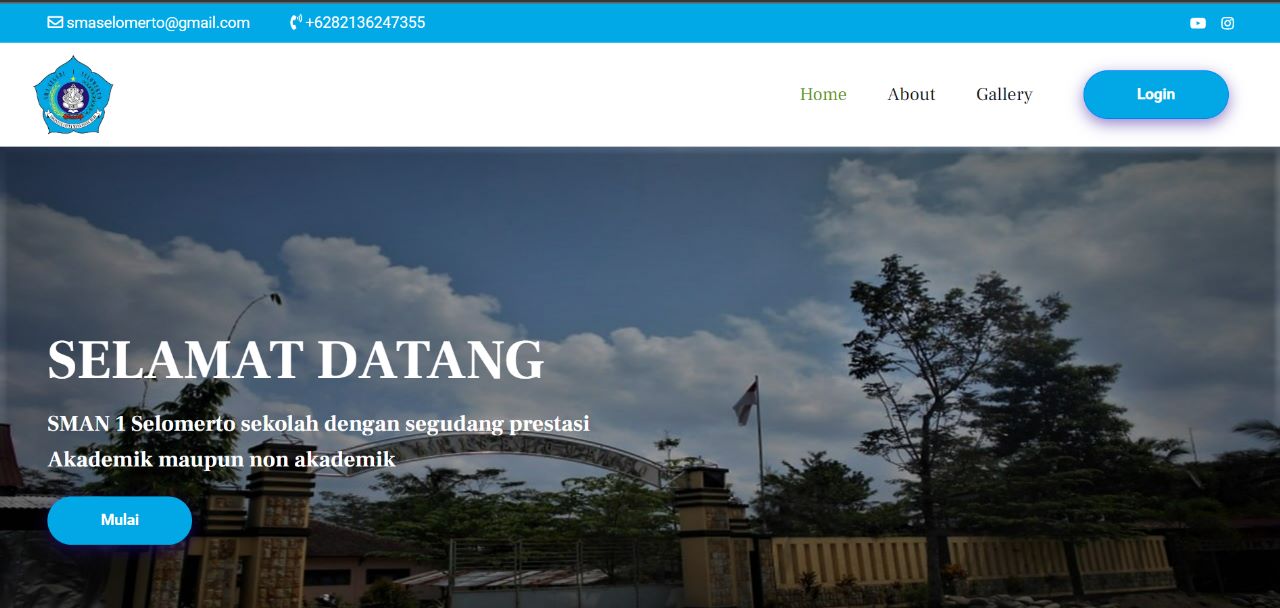 smaselomerto@gmail.com +6282136247355
Home About Gallery Login
SELAMAT DATANG
SMAN 1 Selomerto sekolah dengan segudang prestasi
Akademik maupun non akademik
Mulai